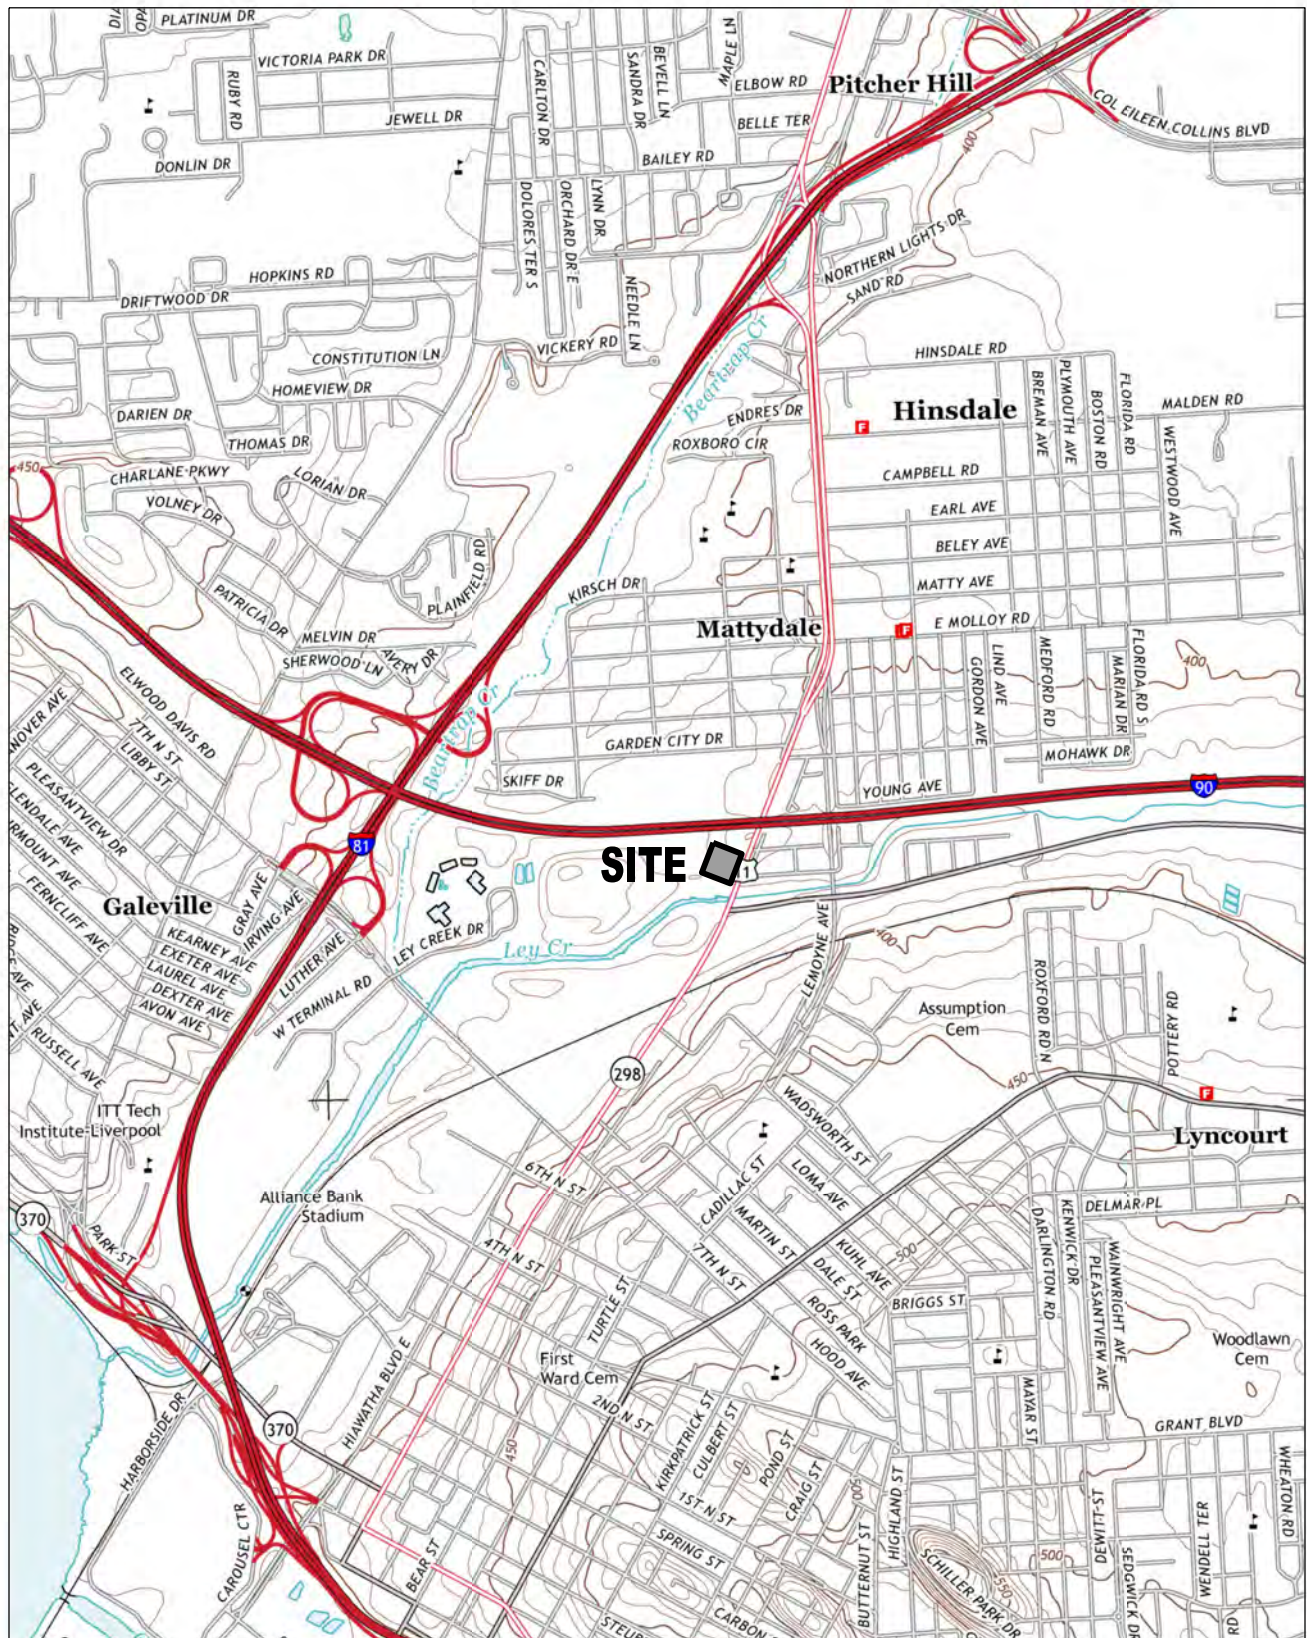 PLATINUM DR
VICTORIA PARK DR
RUBY RD
JEWELL DR
DONLIN DR
CARLTON DR
SANDRA DR
BEVELL LN
MAPLE LN
ELBOW RD
BELLE TER
BAILEY RD
Pitcher Hill
COL EILEEN COLLINS BLVD
400
DOLORES TER S
ORCHARD DR E
LYNN DR
NEEDLE LN
NORTHERN LIGHTS DR
SAND RD
HOPKINS RD
DRIFTWOOD DR
CONSTITUTION LN
HOMEVIEW DR
VICKERY RD
Beartrap Cr
HINSDALE RD
Hinsdale
F
BREMAN AVE
PLYMOUTH AVE
BOSTON RD
FLORIDA RD
MALDEN RD
WESTWOOD AVE
ENDRES DR
ROXBORO CIR
DARIEN DR
THOMAS DR
450
CHARLANE PKWY
LORIAN DR
VOLNEY DR
CAMPBELL RD
EARL AVE
BELEY AVE
MATTY AVE
E MOLLOY RD
F
PATRICIA DR
PLAINFIELD RD
KIRSCH DR
Mattydale
MELVIN DR
SHERWOOD LN
AVERY DR
ELWOOD DAVIS RD
7TH N ST
LIBBY ST
PLEASANTVIEW DR
Beartrap Cr
GARDEN CITY DR
SKIFF DR
GORDON AVE
LIND AVE
MEDFORD RD
MARIAN DR
FLORIDA RD S
400
MOHAWK DR
YOUNG AVE
90
81
SITE
11
FERNCLIFF AVE
Galeville
GRAY AVE
IRVING AVE
KEARNEY AVE
EXETER AVE
LAUREL AVE
DEXTER AVE
AVON AVE
LUTHER AVE
W TERMINAL RD
LEY CREEK DR
Ley Cr
RUSSELL AVE
LEMOYNE AVE
400
Assumption
Cem
ROXFORD RD N
POTTERY RD
450
F
Lyncourt
298
ITT Tech
Institute-Liverpool
WADSWORTH ST
LOMA AVE
CADILLAC ST
MARTIN ST
6TH N ST
4TH N ST
7TH N ST
KUHL AVE
DALE ST
500
ROSS PARK
HOOD AVE
BRIGGS ST
DARLINGTON RD
KENWICK DR
DELMAR PL
WAINWRIGHT AVE
PLEASANTVIEW AVE
370
PARK ST
Alliance Bank
Stadium
TURTLE ST
First
Ward Cem
2ND N ST
HIAWATHA BLVD E
HARBORSIDE DR
370
450
KIRKPATRICK ST
CULBERT ST
POND ST
CRAIG ST
1ST N ST
SPRING ST
MAYAR ST
Woodlawn
Cem
GRANT BLVD
WHEATON RD
CAROUSEL CTR
BEAR ST
BUTTERNUT ST
HIGHLAND ST
SCHILLER PARK DR
550
500
DEWITT ST
SEDGWICK DR
WENDELL TER